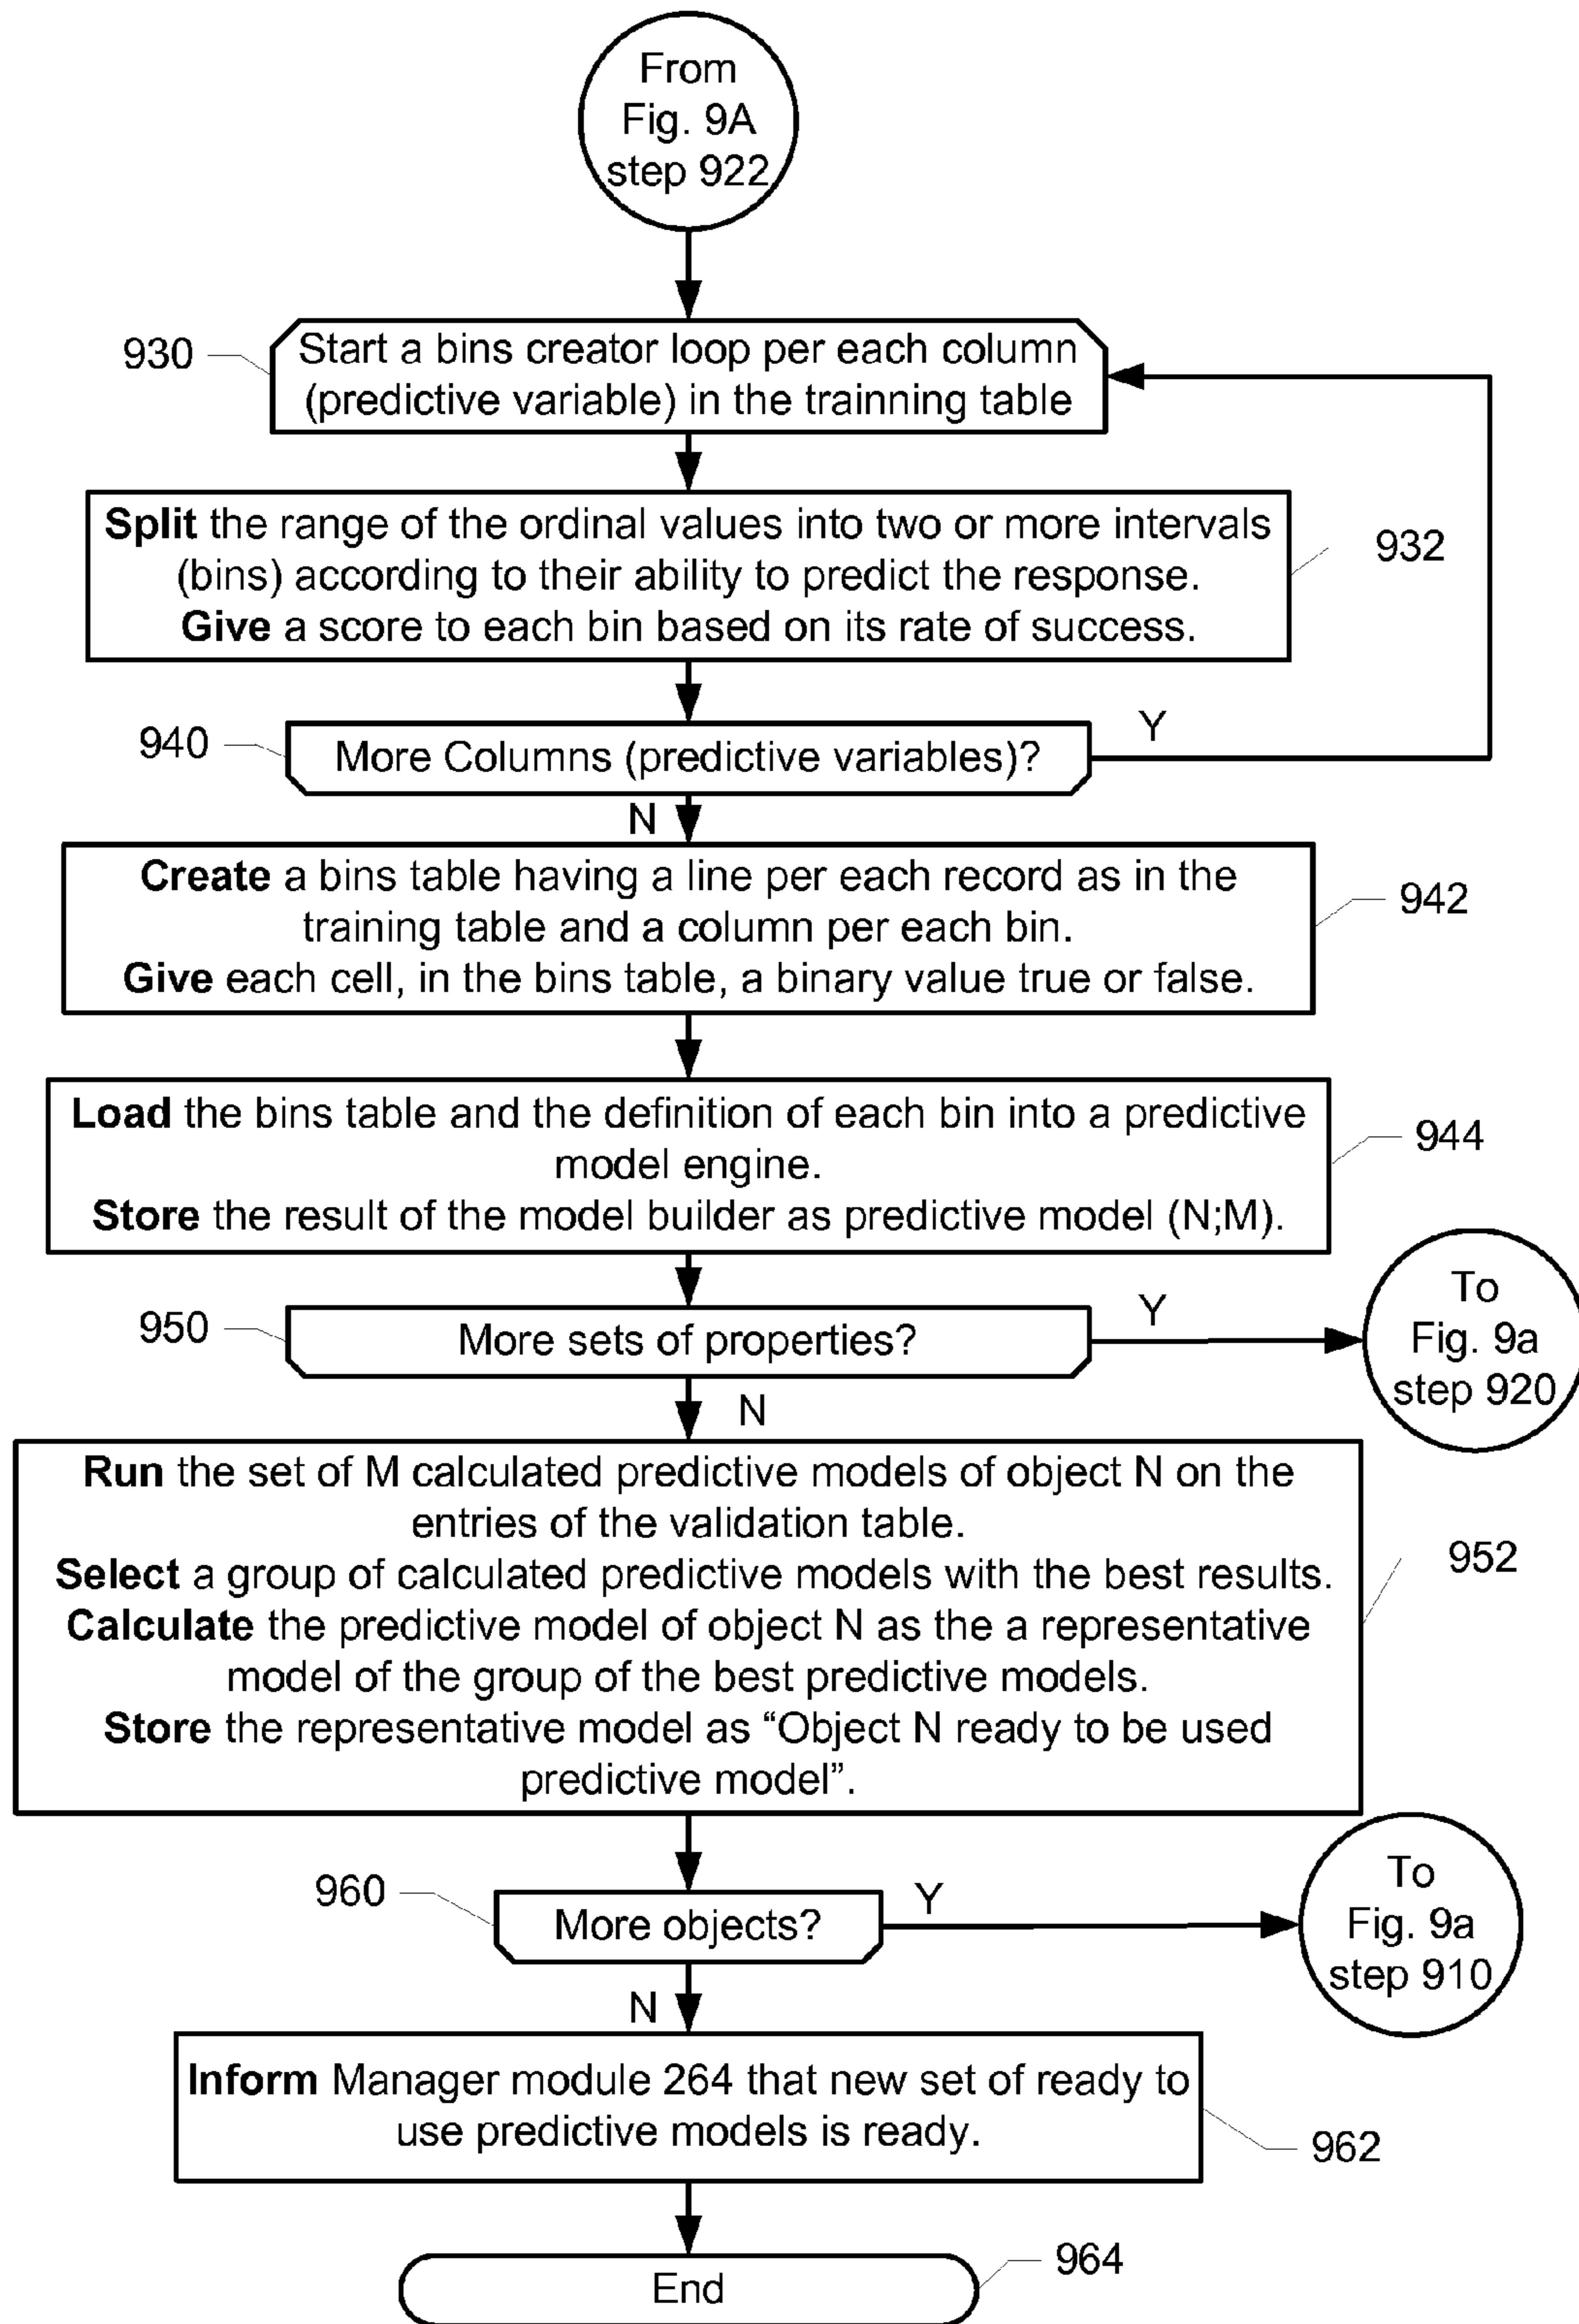 From
Fig. 9A
step 922
930
Start a bins creator loop per each column
(predictive variable) in the trainning table
Split the range of the ordinal values into two or more intervals
(bins) according to their ability to predict the response.
Give a score to each bin based on its rate of success.
932
940
More Columns (predictive variables)?
Y
N
Create a bins table having a line per each record as in the
training table and a column per each bin.
Give each cell, in the bins table, a binary value true or false.
942
Load the bins table and the definition of each bin into a predictive
model engine.
Store the result of the model builder as predictive model (N;M).
944
950
More sets of properties?
Y
To
Fig. 9a
step 920
N
Run the set of M calculated predictive models of object N on the
entries of the validation table.
Select a group of calculated predictive models with the best results.
Calculate the predictive model of object N as the a representative
model of the group of the best predictive models.
Store the representative model as “Object N ready to be used
predictive model”.
952
960
More objects?
Y
To
Fig. 9a
step 910
N
Inform Manager module 264 that new set of ready to
use predictive models is ready.
962
End
964